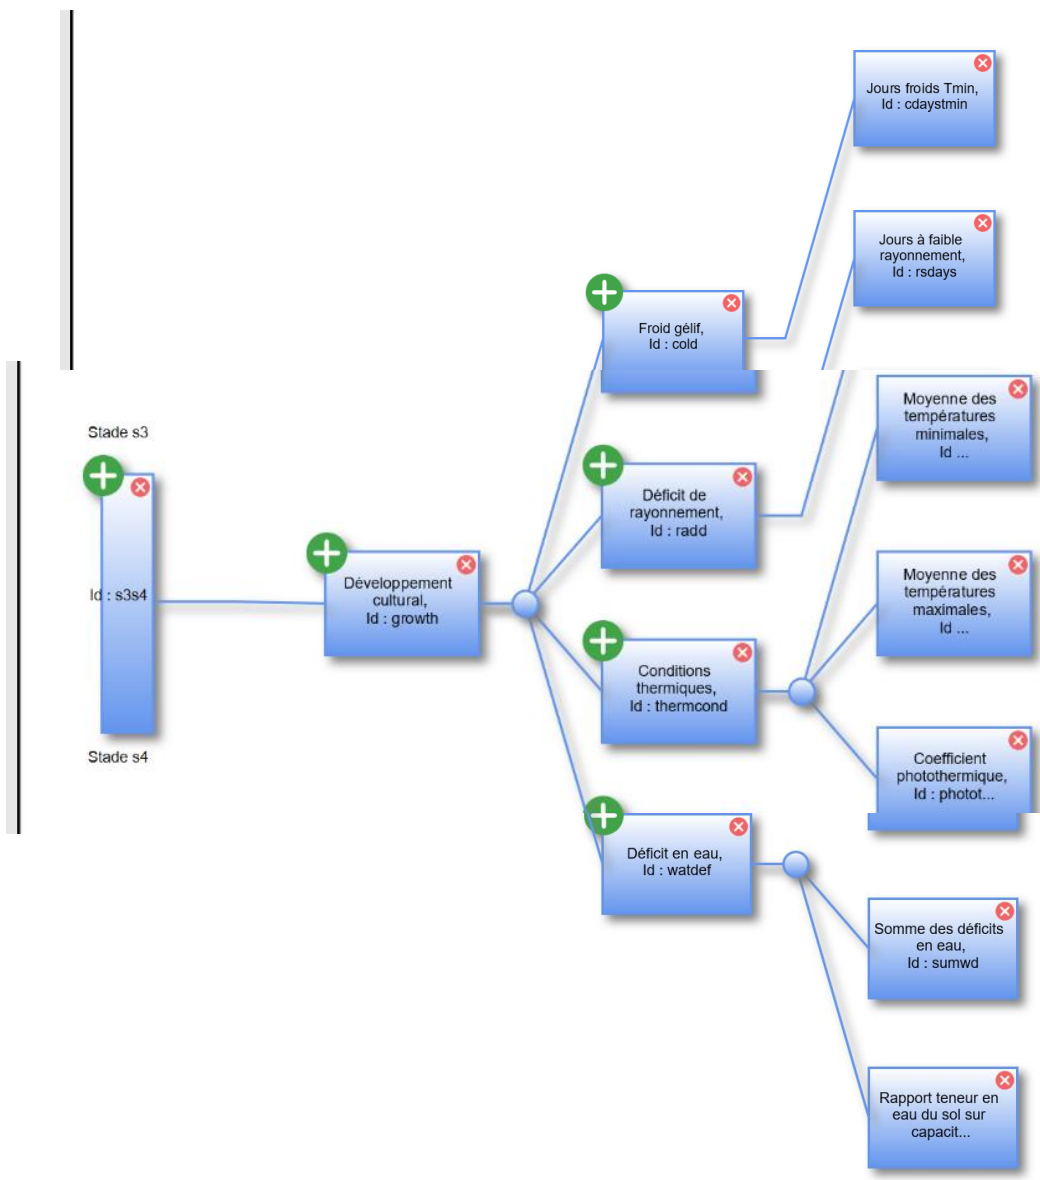 Jours froids Tmin,
Id : cdaystmin
Jours à faible
rayonnement,
Id : rsdays
Froid gélif,
Id : cold
Moyenne des
températures
minimales,
Id ...
Stade s3
Déficit de
rayonnement,
Id : radd
Id : s3s4
Développement
cultural,
Id : growth
Moyenne des
températures
maximales,
Id ...
Conditions
thermiques,
Id : thermcond
Stade s4
Coefficient
photothermique,
Id : photot...
Déficit en eau,
Id : watdef
Somme des déficits
en eau,
Id : sumwd
Rapport teneur en
eau du sol sur
capacit...